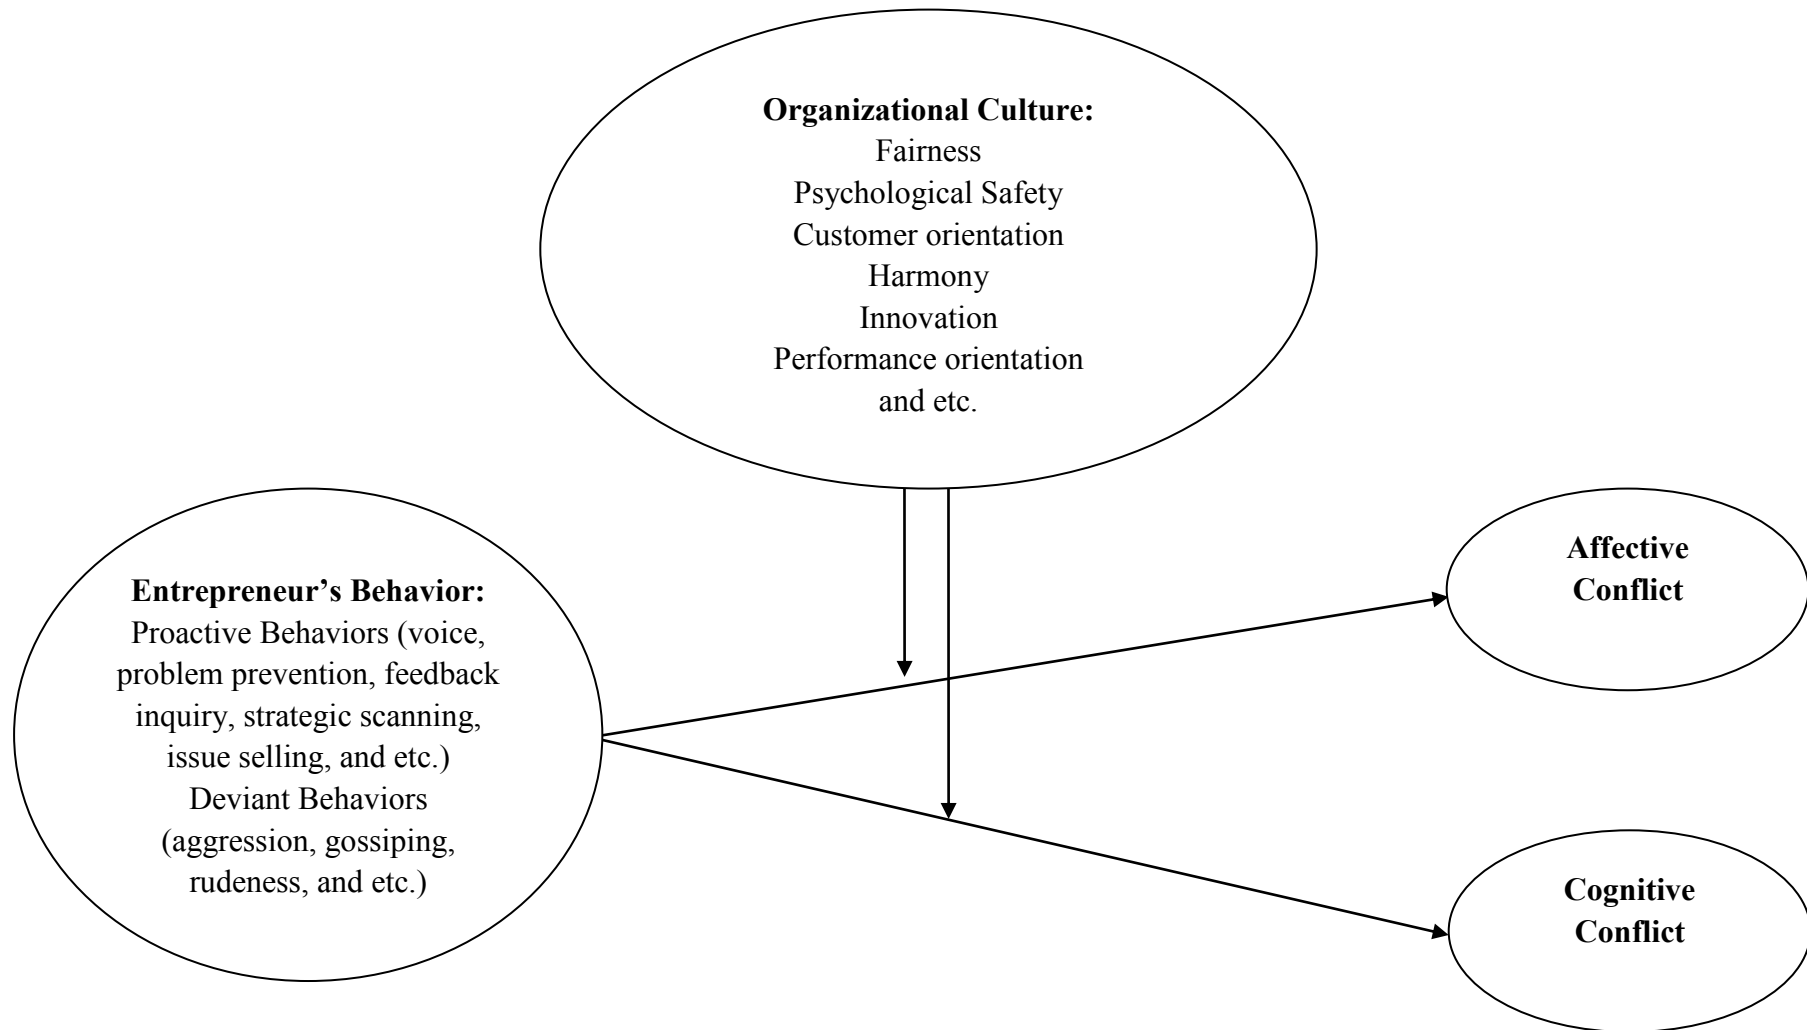 Organizational Culture:
Fairness
Psychological Safety
Customer orientation
Harmony
Innovation
Performance orientation
and etc.
Entrepreneur’s Behavior:
Proactive Behaviors (voice,
problem prevention, feedback
inquiry, strategic scanning,
issue selling, and etc.)
Deviant Behaviors
(aggression, gossiping,
rudeness, and etc.)
Affective
Conflict
Cognitive
Conflict